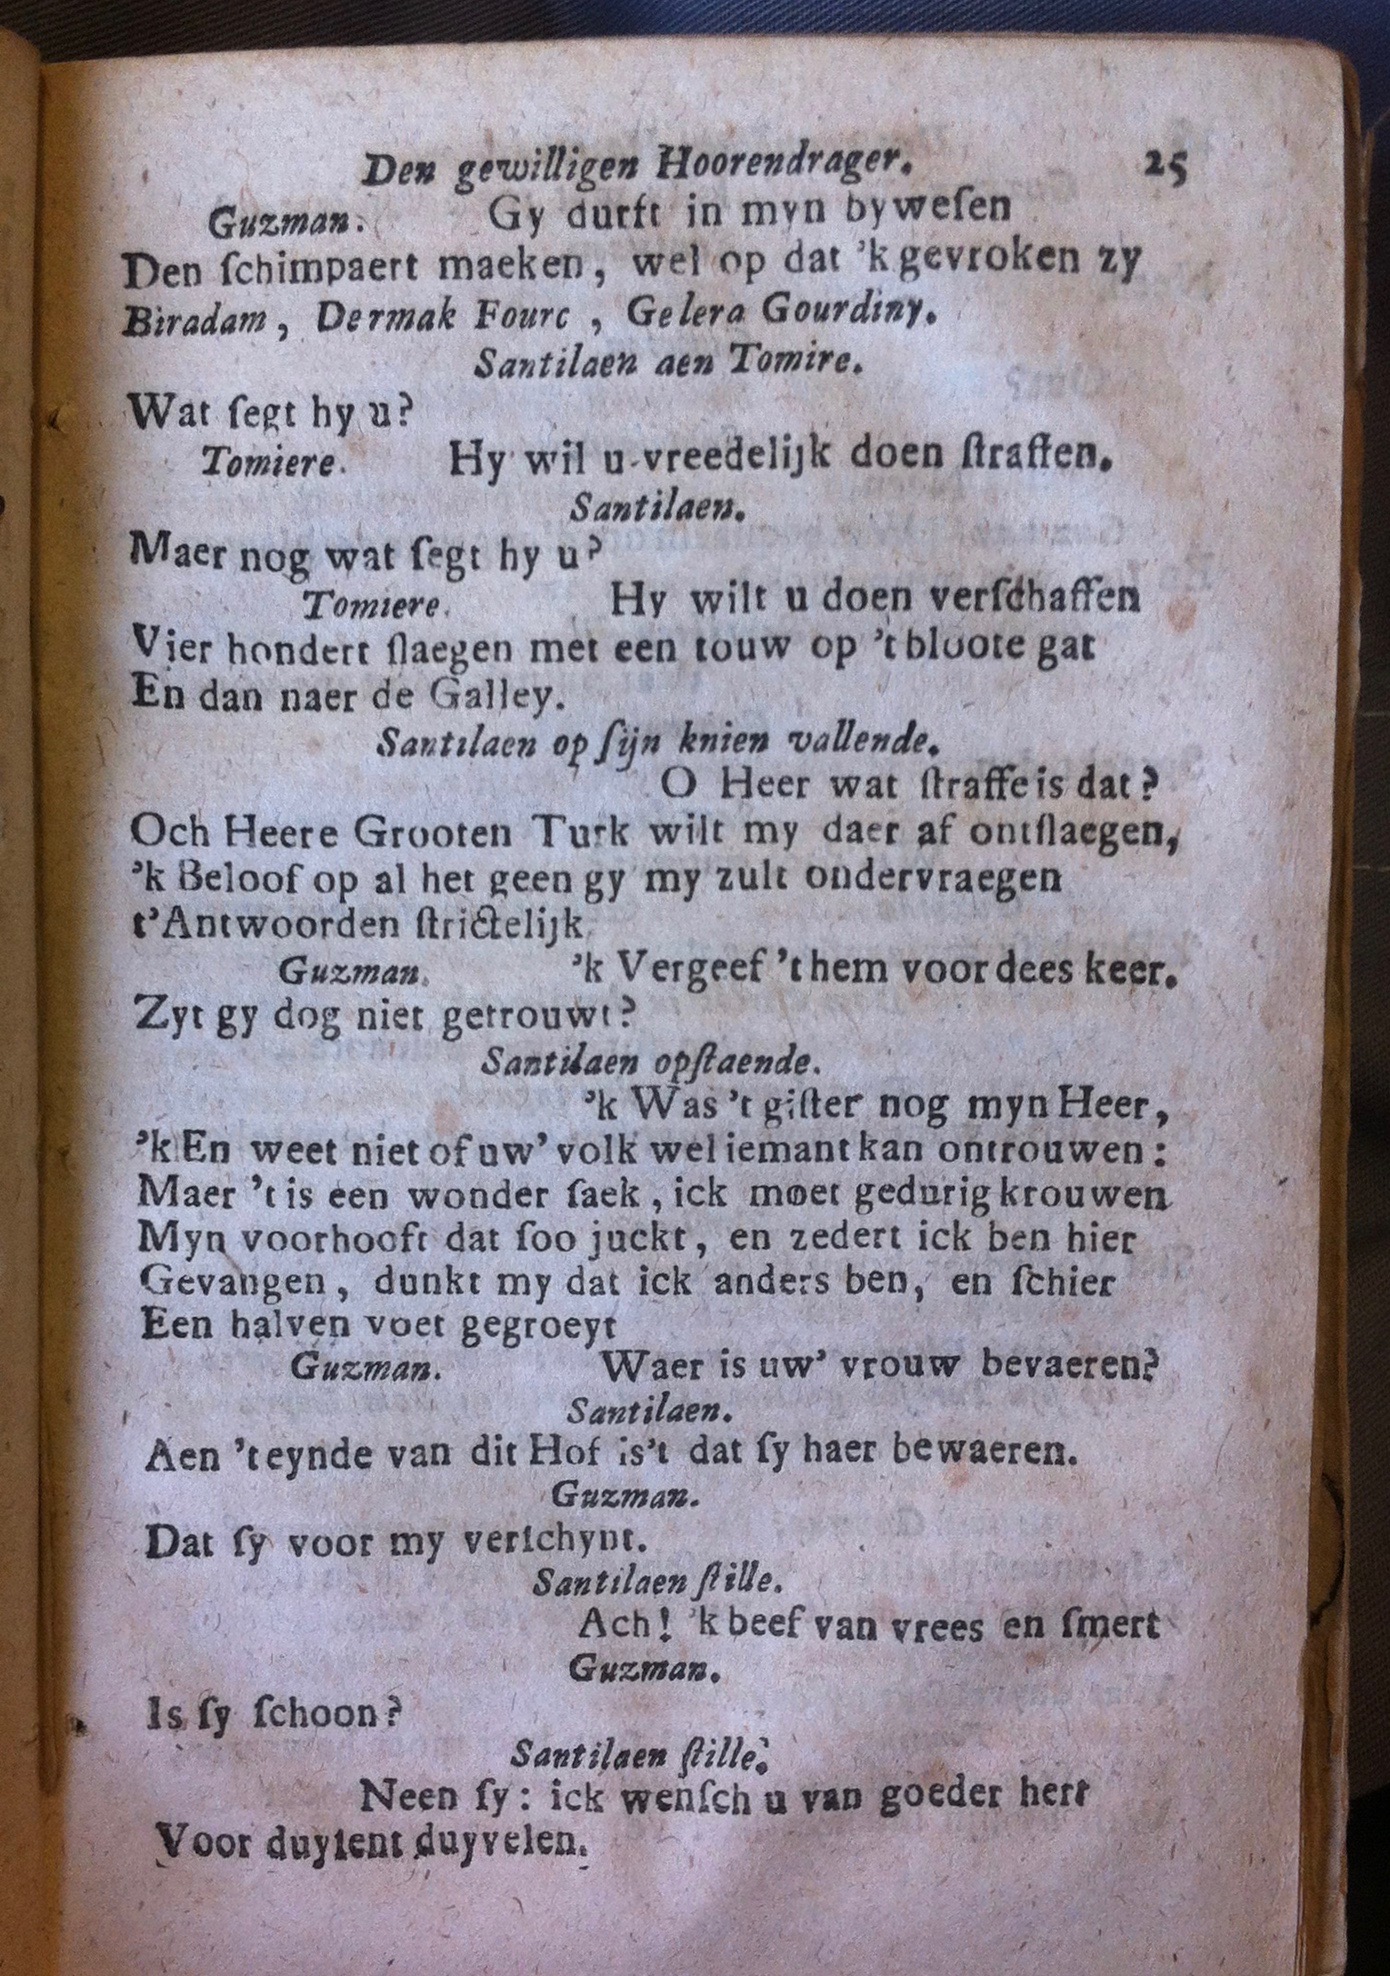 Den gewilligen Hoorendrager. 25
Guzman. Gy durft in myn byweſen
Den ſchimpaert maeken, wel op dat 'k gevroken zy
Biradam, Dermak Fourc, Gelera Gourdiny.
Santilaen aen Tomire.
Wat ſegt hy u?
Tomiere. Hy wil u vreedelijk doen ſtraffen.
Santilaen.
Maer nog wat ſegt hy u?
Tomiere. Hy wilt u doen verſchaffen
Vier hondert ſlaegen met een touw op 't bloote gat
En dan naer de Galley.
Santilaen op ſijn knien vallende.
O Heer wat ſtraffe is dat?
Och Heere Grooten Turk wilt my daer af ontſlaegen,
'k Beloof op al het geen gy my zult ondervraegen
t'Antwoorden ſtrictelijk
Guzman. 'k Vergeef 't hem voor dees keer.
Zyt gy dog niet getrouwt?
Santilaen opſtaende.
'k Was 't giſter nog myn Heer,
'k En weet niet of uw' volk wel iemant kan ontrouwen:
Maer 't is een wonder ſaek, ick moet gedurig krouwen
Myn voorhooft dat ſoo juckt, en zedert ick ben hier
Gevangen, dunkt my dat ick anders ben, en ſchier
Een halven voet gegroeyt
Guzman. Waer is uw' vrouw bevaeren?
Santilaen.
Aen 't eynde van dit Hof is't dat ſy haer bewaeren.
Guzman.
Dat ſy voor my verſchynt.
Santilaen ſtille.
Ach! 'k beef van vrees en ſmert
Guzman.
Is ſy ſchoon?
Santilaen ſtille.
Neen ſy: ick wenſch u van goeder hert
Voor duyſent duyvelen.